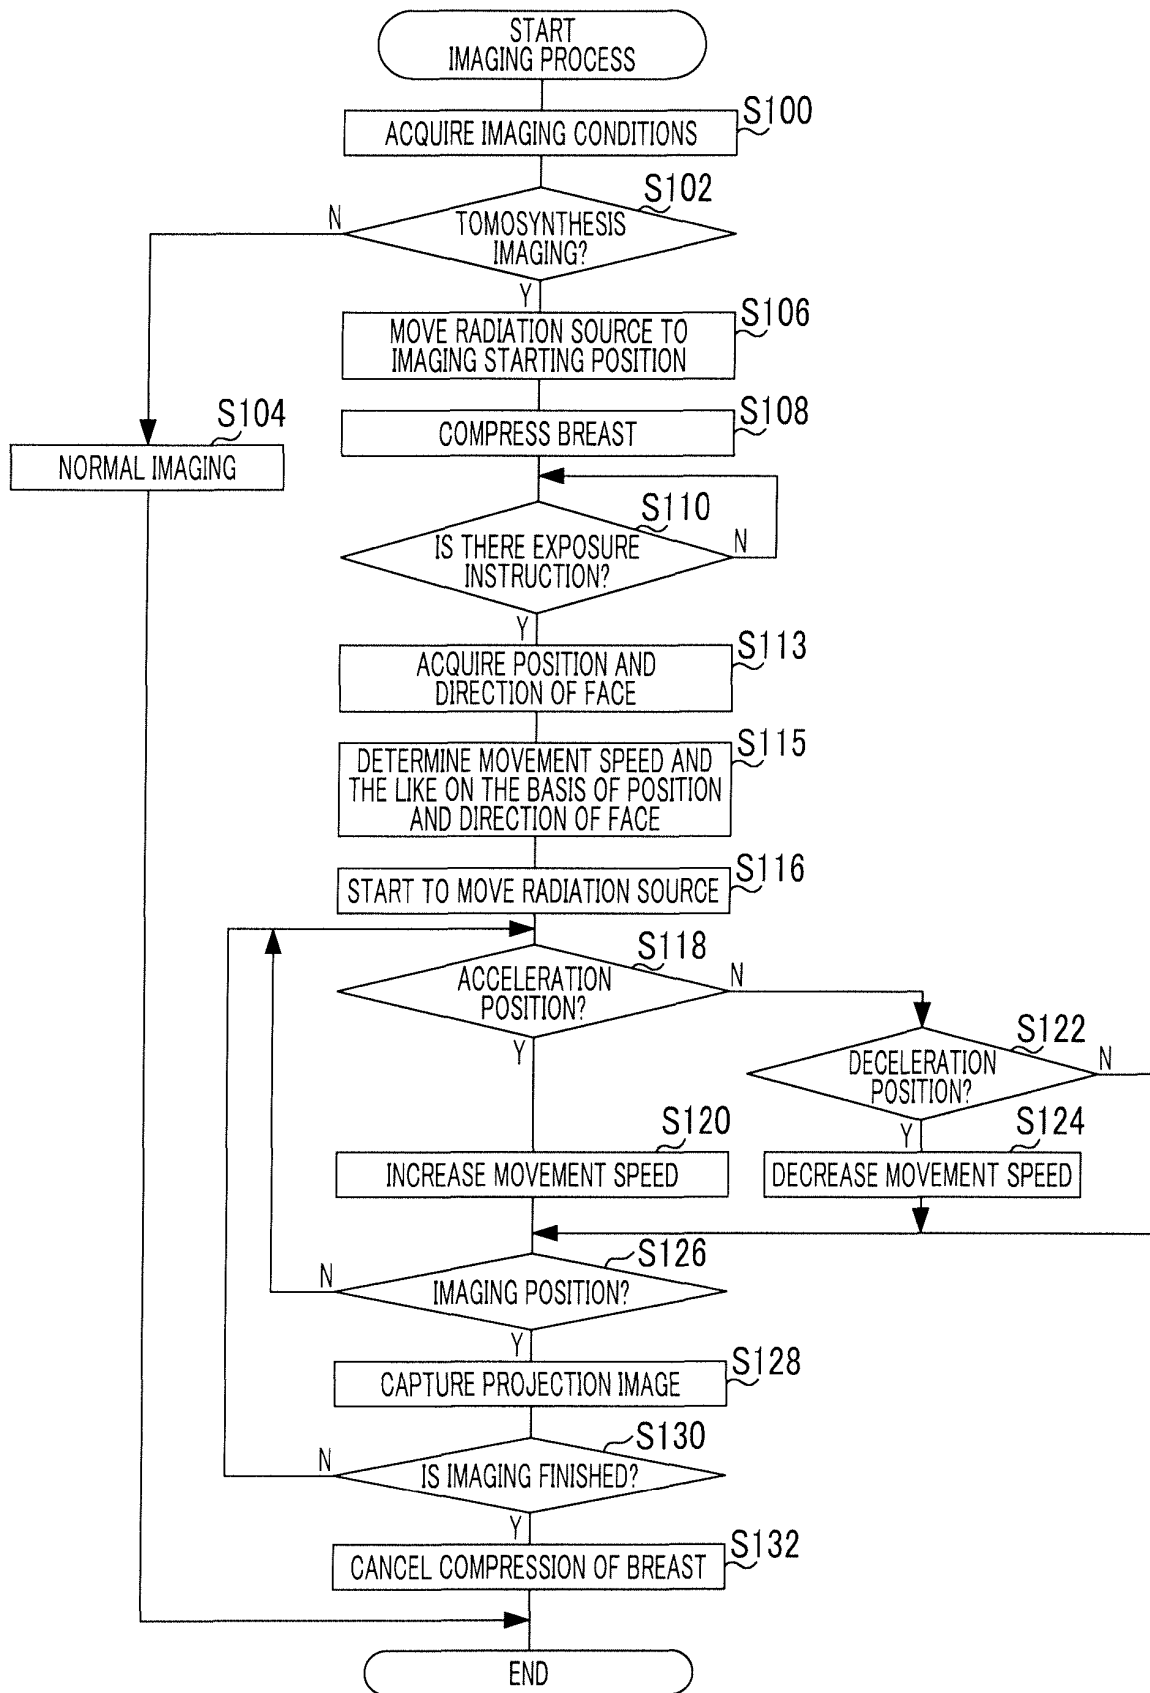 START
IMAGING PROCESS
S100
ACQUIRE IMAGING CONDITIONS
S102
N
TOMOSYNTHESIS
IMAGING?
Y
S106
MOVE RADIATION SOURCE TO
IMAGING STARTING POSITION
S104
NORMAL IMAGING
S108
COMPRESS BREAST
S110
IS THERE EXPOSURE
INSTRUCTION?
N
Y
S113
ACQUIRE POSITION AND
DIRECTION OF FACE
S115
DETERMINE MOVEMENT SPEED AND
THE LIKE ON THE BASIS OF POSITION
AND DIRECTION OF FACE
S116
START TO MOVE RADIATION SOURCE
S118
ACCELERATION
POSITION?
N
Y
S122
DECELERATION
POSITION?
N
Y
S120
INCREASE MOVEMENT SPEED
S124
DECREASE MOVEMENT SPEED
S126
N
IMAGING POSITION?
Y
S128
CAPTURE PROJECTION IMAGE
S130
N
IS IMAGING FINISHED?
Y
S132
CANCEL COMPRESSION OF BREAST
END